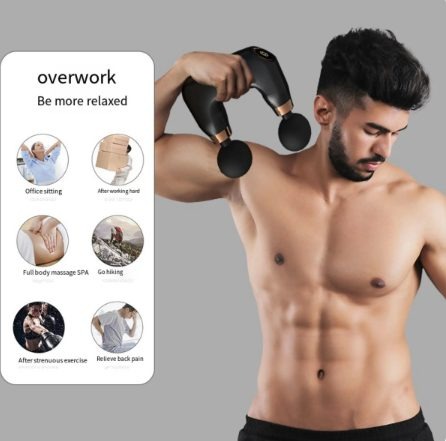 overwork
Be more relaxed
Office sitting
After working hard
Full body massage SPA
Go hiking
After strenuous exercise
Relieve back pain